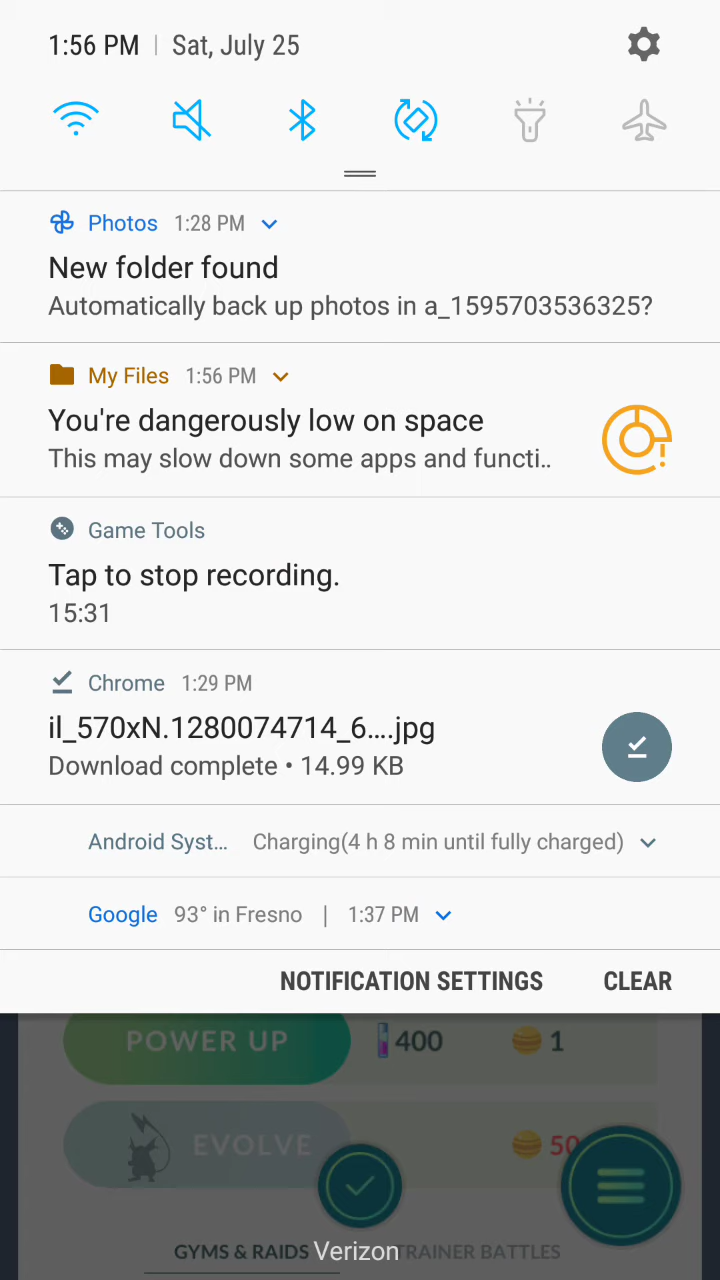 1:56 PM | Sat, July 25
Photos 1:28 PM
New folder found
Automatically back up photos in a_1595703536325?
My Files 1:56 PM
You're dangerously low on space
This may slow down some apps and functi..
Game Tools
Tap to stop recording.
15:31
Chrome 1:29 PM
il_570xN.1280074714_6....jpg
Download complete • 14.99 KB
Android Syst... Charging(4 h 8 min until fully charged)
Google 93° in Fresno | 1:37 PM
NOTIFICATION SETTINGS CLEAR
POWER UP 400 1
EVOLVE 50
GYMS & RAIDS Verizon TRAINER BATTLES